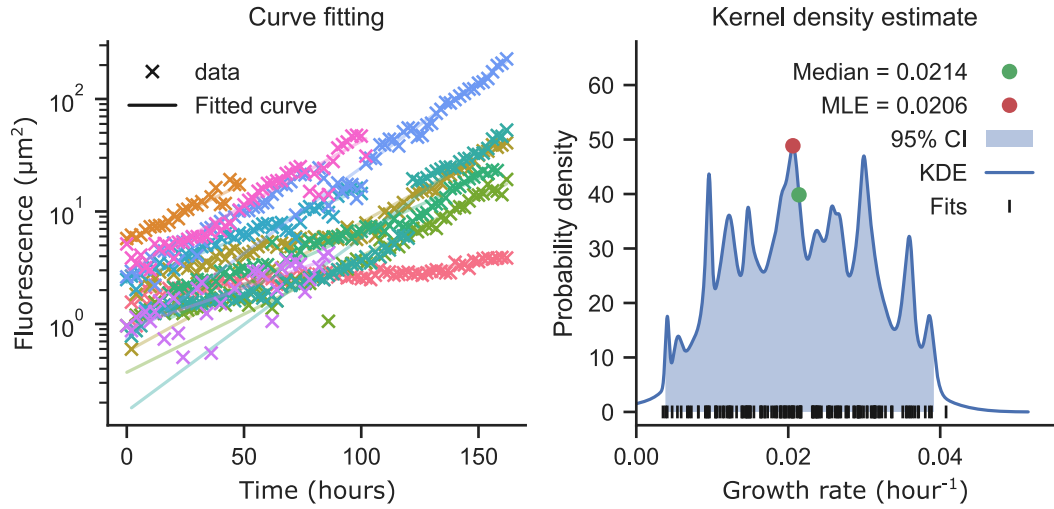 Curve fitting
data
Fitted curve
10²
10¹
10⁰
Fluorescence (µm²)
0
50
100
150
Time (hours)
Kernel density estimate
Median = 0.0214
MLE = 0.0206
95% CI
KDE
Fits
60
50
40
30
20
10
0
Probability density
0.00
0.02
0.04
Growth rate (hour⁻¹)